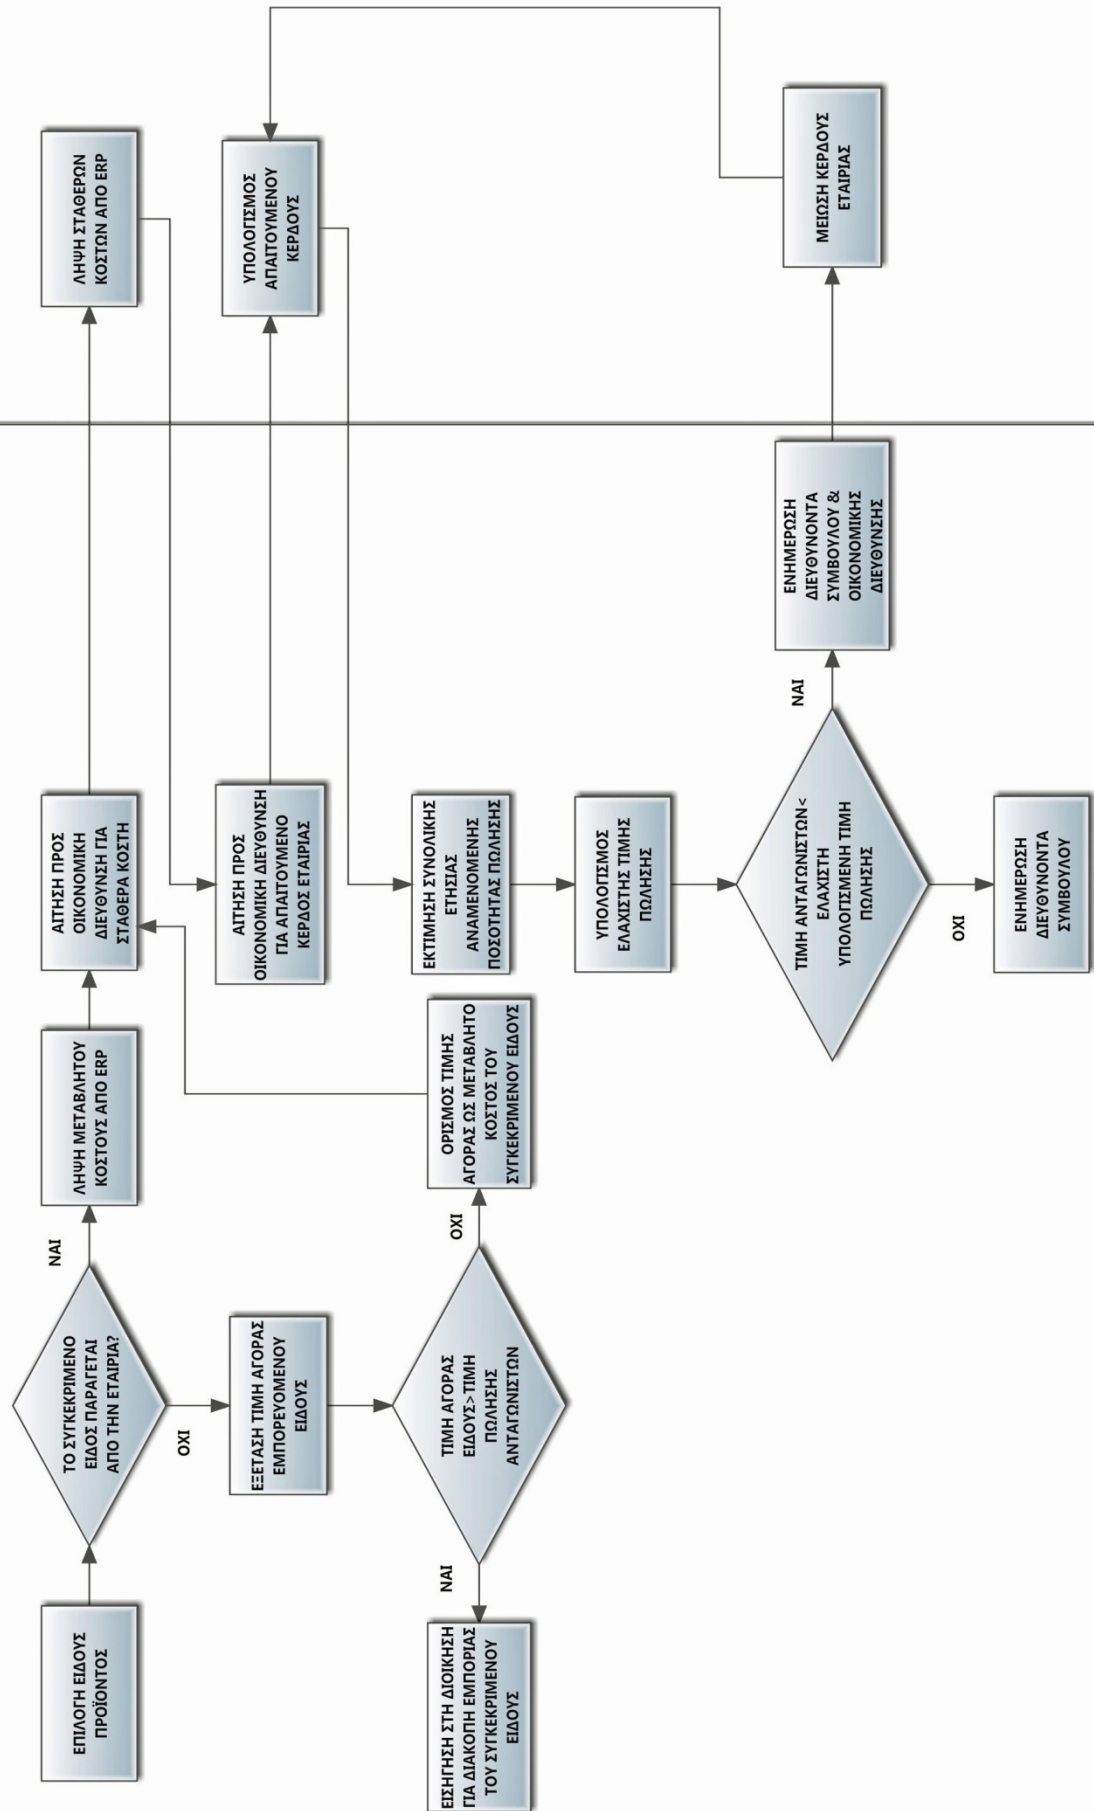 ΕΠΙΛΟΓΗ ΕΙΔΟΥΣ
ΠΡΟΪΟΝΤΟΣ
ΤΟ ΣΥΓΚΕΚΡΙΜΕΝΟ
ΕΙΔΟΣ ΠΑΡΑΓΕΤΑΙ
ΑΠΟ ΤΗΝ ΕΤΑΙΡΙΑ?
ΝΑΙ
ΛΗΨΗ ΜΕΤΑΒΛΗΤΟΥ
ΚΟΣΤΟΥΣ ΑΠΟ ERP
ΑΙΤΗΣΗ ΠΡΟΣ
ΟΙΚΟΝΟΜΙΚΗ
ΔΙΕΥΘΥΝΣΗ ΓΙΑ
ΣΤΑΘΕΡΑ ΚΟΣΤΗ
ΛΗΨΗ ΣΤΑΘΕΡΩΝ
ΚΟΣΤΩΝ ΑΠΟ ERP
ΟΧΙ
ΕΞΕΤΑΣΗ ΤΙΜΗ ΑΓΟΡΑΣ
ΕΜΠΟΡΕΥΟΜΕΝΟΥ
ΕΙΔΟΥΣ
ΑΙΤΗΣΗ ΠΡΟΣ
ΟΙΚΟΝΟΜΙΚΗ ΔΙΕΥΘΥΝΣΗ
ΓΙΑ ΑΠΑΙΤΟΥΜΕΝΟ
ΚΕΡΔΟΣ ΕΤΑΙΡΙΑΣ
ΥΠΟΛΟΓΙΣΜΟΣ
ΑΠΑΙΤΟΥΜΕΝΟΥ
ΚΕΡΔΟΥΣ
ΕΙΣΗΓΗΣΗ ΣΤΗ ΔΙΟΙΚΗΣΗ
ΓΙΑ ΔΙΑΚΟΠΗ ΕΜΠΟΡΙΑΣ
ΤΟΥ ΣΥΓΚΕΚΡΙΜΕΝΟΥ
ΕΙΔΟΥΣ
ΝΑΙ
ΤΙΜΗ ΑΓΟΡΑΣ
ΕΙΔΟΥΣ>ΤΙΜΗ
ΠΩΛΗΣΗΣ
ΑΝΤΑΓΩΝΙΣΤΩΝ
ΟΧΙ
ΟΡΙΣΜΟΣ ΤΙΜΗΣ
ΑΓΟΡΑΣ ΩΣ ΜΕΤΑΒΛΗΤΟ
ΚΟΣΤΟΣ ΤΟΥ
ΣΥΓΚΕΚΡΙΜΕΝΟΥ ΕΙΔΟΥΣ
ΕΚΤΙΜΗΣΗ ΣΥΝΟΛΙΚΗΣ
ΕΤΗΣΙΑΣ
ΑΝΑΜΕΝΟΜΕΝΗΣ
ΠΟΣΟΤΗΤΑΣ ΠΩΛΗΣΗΣ
ΥΠΟΛΟΓΙΣΜΟΣ
ΕΛΑΧΙΣΤΗΣ ΤΙΜΗΣ
ΠΩΛΗΣΗΣ
ΤΙΜΗ ΑΝΤΑΓΩΝΙΣΤΩΝ<
ΕΛΑΧΙΣΤΗ
ΥΠΟΛΟΓΙΣΜΕΝΗ ΤΙΜΗ
ΠΩΛΗΣΗΣ
ΝΑΙ
ΕΝΗΜΕΡΩΣΗ
ΔΙΕΥΘΥΝΟΝΤΑ
ΣΥΜΒΟΥΛΟΥ &
ΟΙΚΟΝΟΜΙΚΗΣ
ΔΙΕΥΘΥΝΣΗΣ
ΜΕΙΩΣΗ ΚΕΡΔΟΥΣ
ΕΤΑΙΡΙΑΣ
ΟΧΙ
ΕΝΗΜΕΡΩΣΗ
ΔΙΕΥΘΥΝΟΝΤΑ
ΣΥΜΒΟΥΛΟΥ